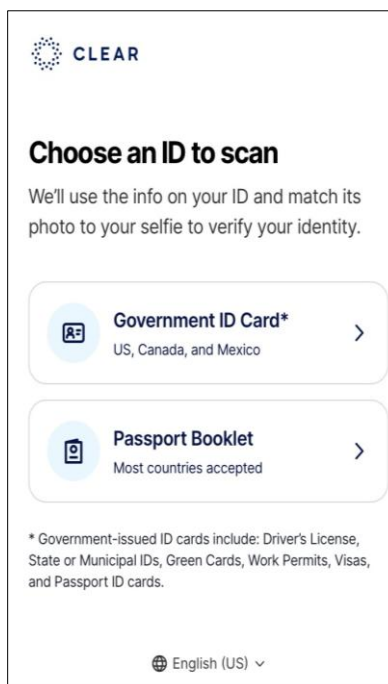 CLEAR
Choose an ID to scan
We'll use the info on your ID and match its
photo to your selfie to verify your identity.
Government ID Card*
US, Canada, and Mexico
Passport Booklet
Most countries accepted
* Government-issued ID cards include: Driver's License,
State or Municipal IDs, Green Cards, Work Permits, Visas,
and Passport ID cards.
English (US)